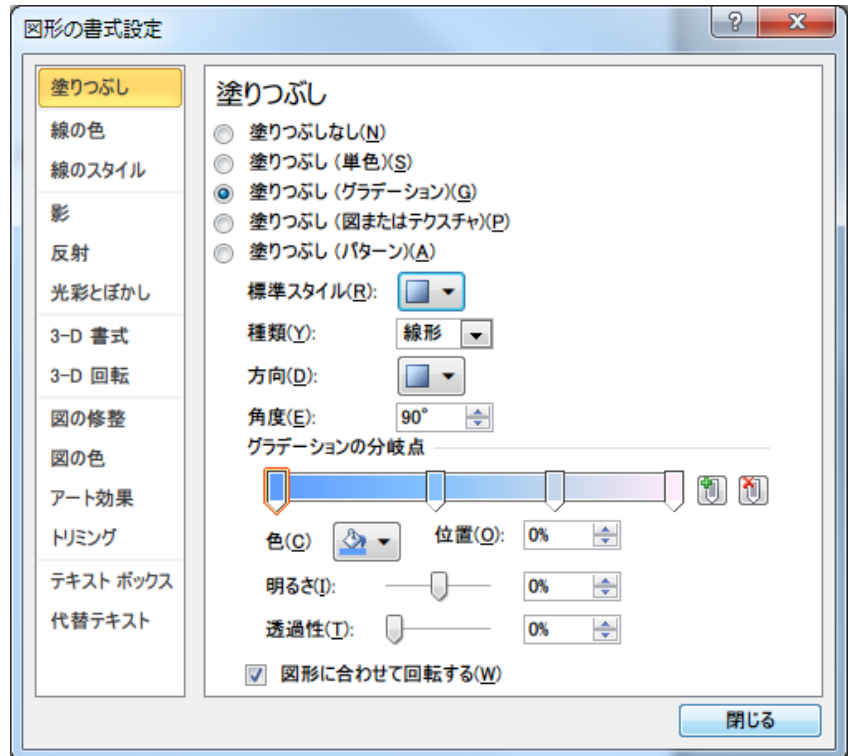 図形の書式設定
塗りつぶし
線の色
線のスタイル
影
反射
光彩とぼかし
3-D 書式
3-D 回転
図の修整
図の色
アート効果
トリミング
テキスト ボックス
代替テキスト
塗りつぶし
塗りつぶしなし(N)
塗りつぶし (単色)(S)
塗りつぶし (グラデーション)(G)
塗りつぶし (図またはテクスチャ)(P)
塗りつぶし (パターン)(A)
標準スタイル(R):
種類(Y): 線形
方向(D):
角度(E): 90°
グラデーションの分岐点
色(C) 位置(O): 0%
明るさ(I): 0%
透過性(T): 0%
図形に合わせて回転する(W)
閉じる